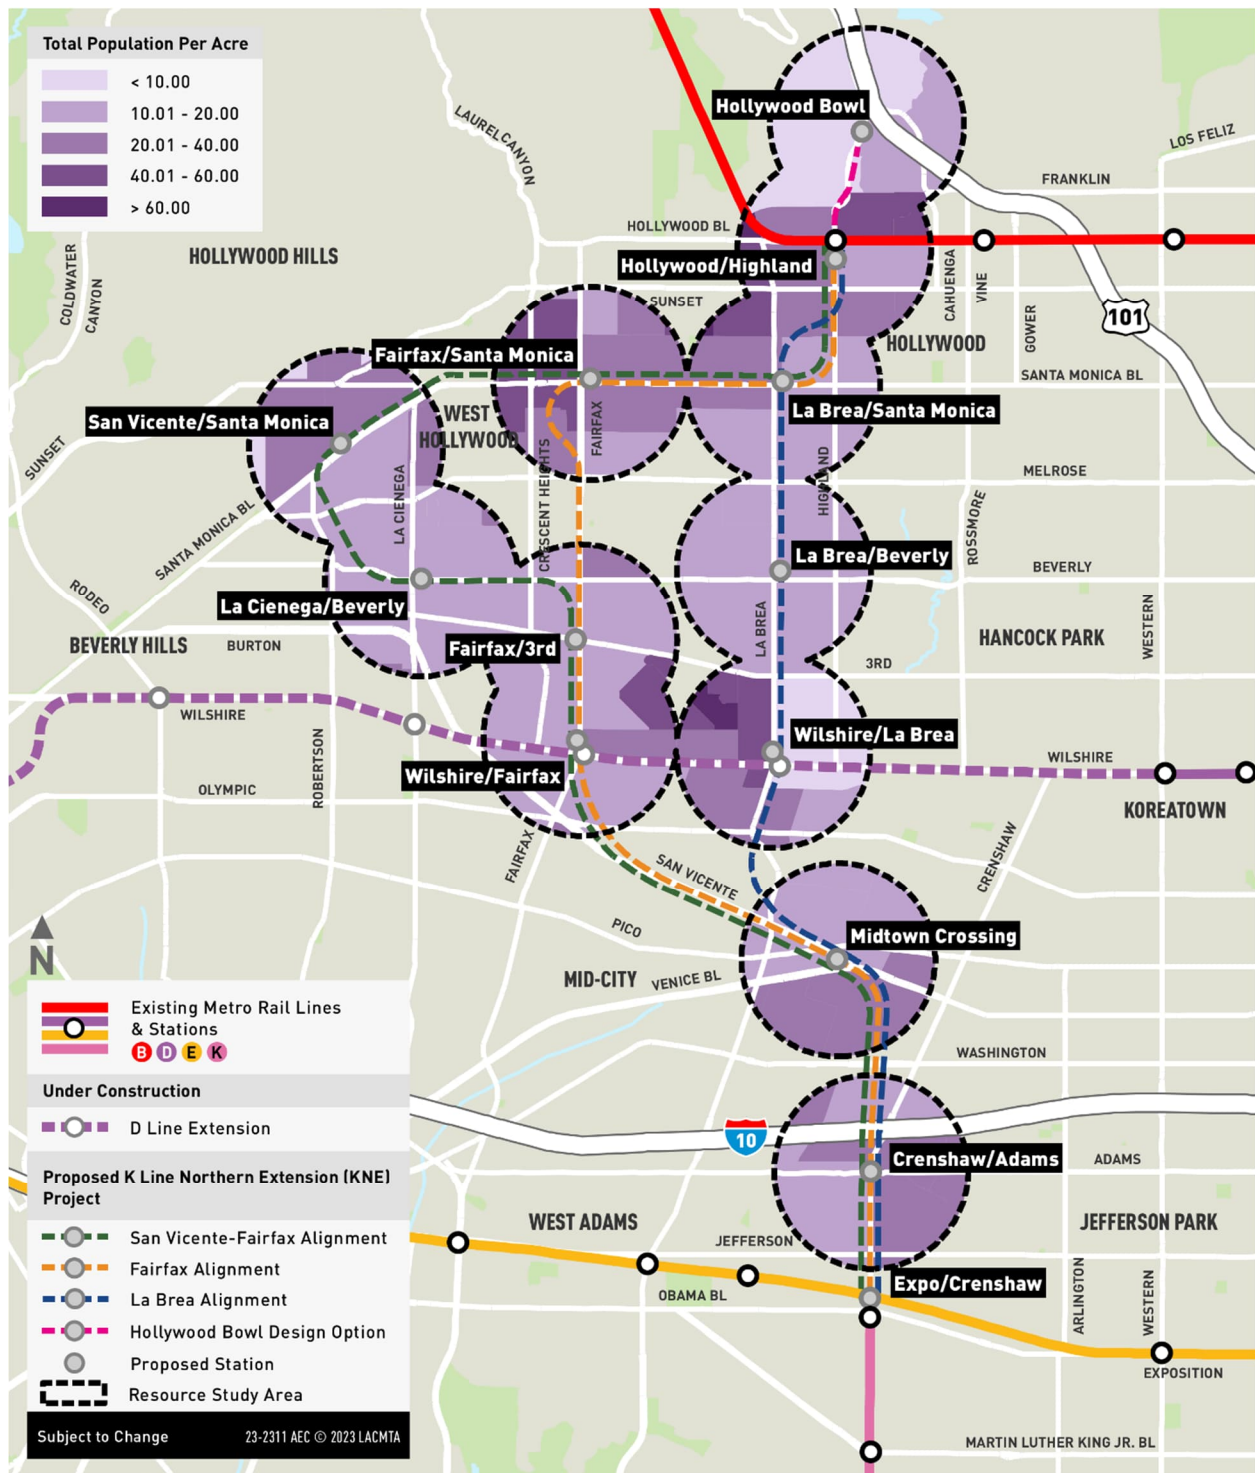 Total Population Per Acre
< 10.00
10.01 - 20.00
20.01 - 40.00
40.01 - 60.00
> 60.00
Hollywood Bowl
LAURELCANYON
LOS FELIZ
FRANKLIN
HOLLYWOOD BL
HOLLYWOOD HILLS
COLDWATER
CANYON
Hollywood/Highland
CAHUENGA
VINE
GOWER
101
SUNSET
HOLLYWOOD
Fairfax/Santa Monica
SANTA MONICA BL
San Vicente/Santa Monica
WEST
HOLLYWOOD
FAIRFAX
La Brea/Santa Monica
SUNSET
LA CIENEGA
CRESCENT HEIGHTS
HIGHLAND
MELROSE
ROSSMORE
SANTA MONICA BL
La Brea/Beverly
BEVERLY
RODEO
La Cienega/Beverly
LA BREA
WESTERN
HANCOCK PARK
BEVERLY HILLS
BURTON
Fairfax/3rd
3RD
WILSHIRE
Wilshire/La Brea
WILSHIRE
ROBERTSON
Wilshire/Fairfax
OLYMPIC
KOREATOWN
FAIRFAX
SAN VICENTE
CRENSHAW
PICO
Midtown Crossing
N
MID-CITY
VENICE BL
Existing Metro Rail Lines
& Stations
B D E K
WASHINGTON
Under Construction
D Line Extension
10
Crenshaw/Adams
ADAMS
Proposed K Line Northern Extension (KNE)
Project
WEST ADAMS
JEFFERSON PARK
San Vicente-Fairfax Alignment
JEFFERSON
Fairfax Alignment
Expo/Crenshaw
La Brea Alignment
OBAMA BL
ARLINGTON
WESTERN
Hollywood Bowl Design Option
Proposed Station
EXPOSITION
Resource Study Area
Subject to Change
23-2311 AEC © 2023 LACMTA
MARTIN LUTHER KING JR. BL